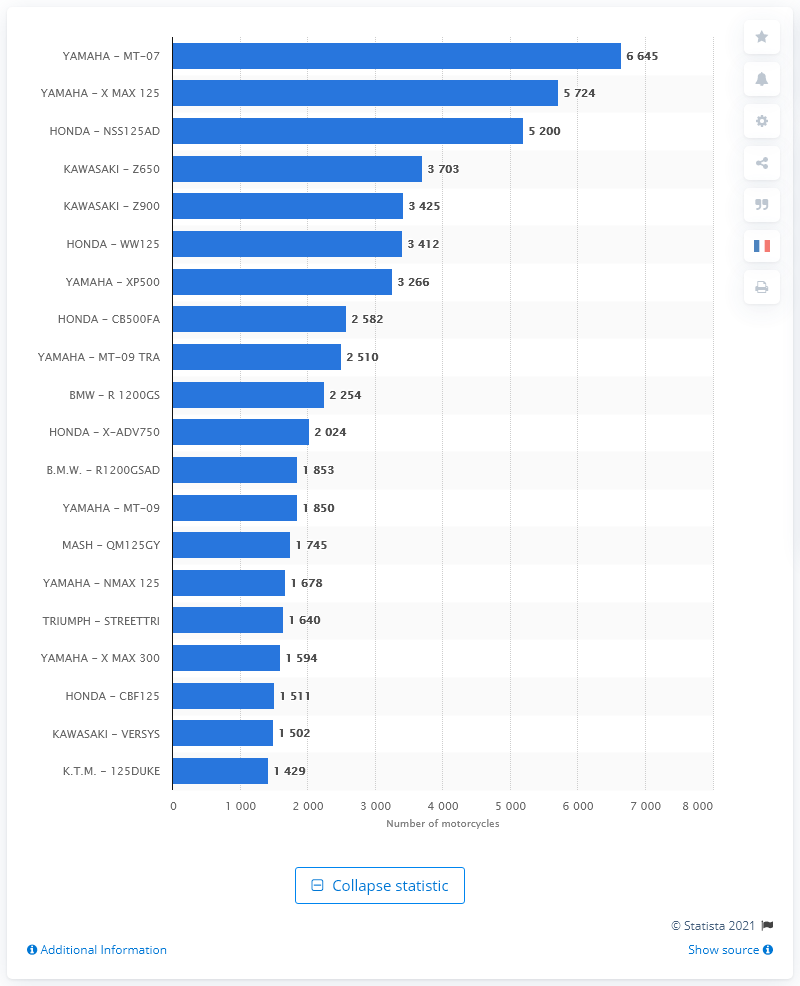 YAMAHA – MT-07 6 645
YAMAHA – X MAX 125 5 724
HONDA – NSS125AD 5 200
KAWASAKI – Z650 3 703
KAWASAKI – Z900 3 425
HONDA – WW125 3 412
YAMAHA – XP500 3 266
HONDA – CB500FA 2 582
YAMAHA – MT-09 TRA 2 510
BMW – R 1200GS 2 254
HONDA – X-ADV750 2 024
B.M.W. – R1200GSAD 1 853
YAMAHA – MT-09 1 850
MASH – QM125GY 1 745
YAMAHA – NMAX 125 1 678
TRIUMPH – STREETTRI 1 640
YAMAHA – X MAX 300 1 594
HONDA – CBF125 1 511
KAWASAKI – VERSYS 1 502
K.T.M. – 125DUKE 1 429
0 1 000 2 000 3 000 4 000 5 000 6 000 7 000 8 000
Number of motorcycles
Collapse statistic
© Statista 2021
Additional Information Show source